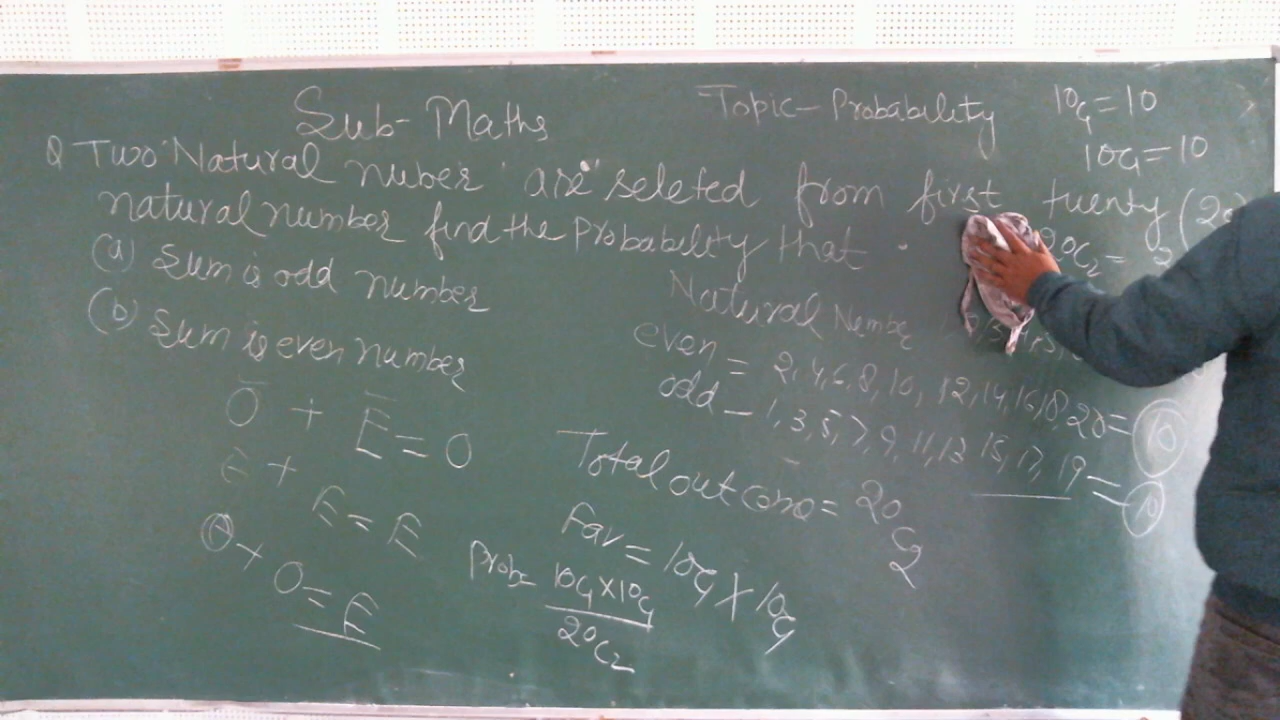 Sub- Maths
Topic- Probability
10C1 = 10
10C1 = 10
Q Two Natural nuber are seleted from first twenty (20
natural number find the Probability that .
20C2 =
(a) Sum is odd number
(b) Sum is even number
Natural Number
even = 2, 4, 6, 8, 10, 12, 14, 16, 18, 20 = 10
odd - 1, 3, 5, 7, 9, 11, 13 15, 17, 19 = 10
O + E = O
E + E = E
O + O = E
Total out come = 20C2
Fav = 10C1 X 10C1
Prob = 10C1 X 10C1
20C2